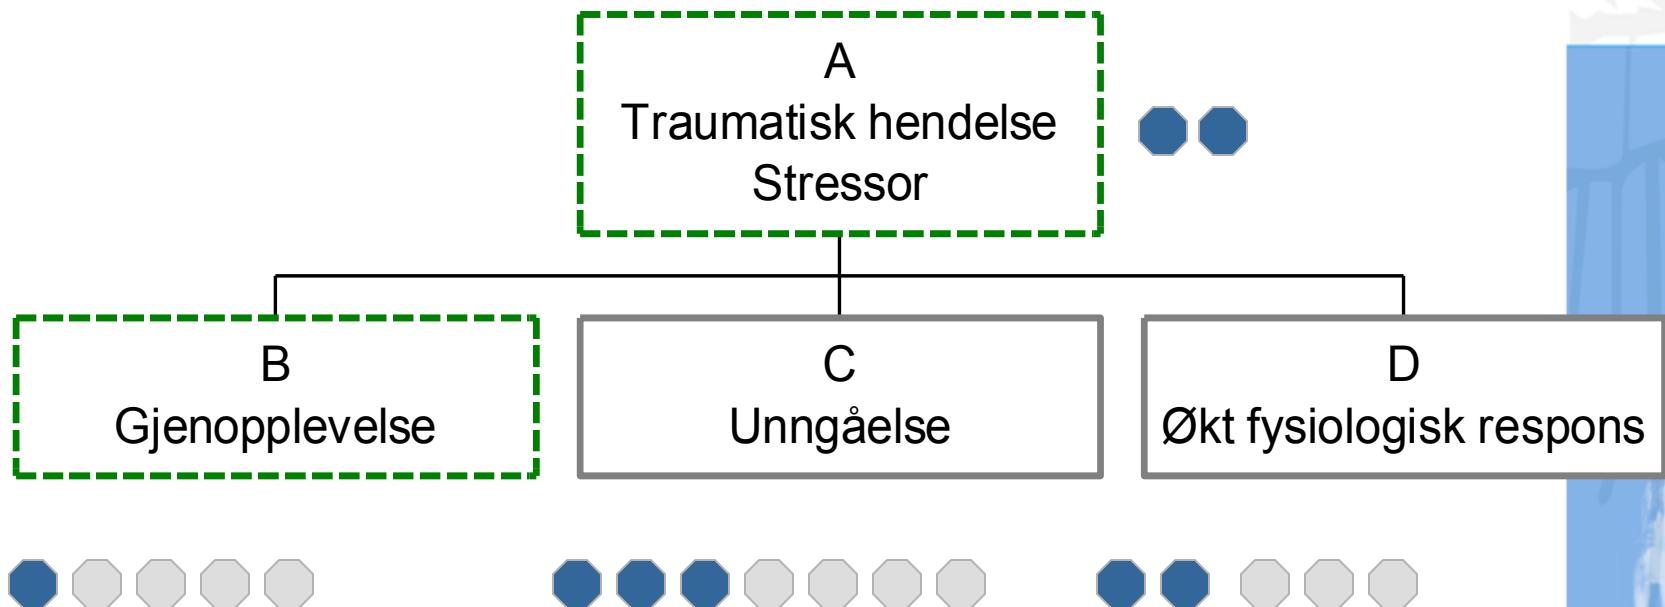 A
Traumatisk hendelse
Stressor
B
Gjenopplevelse
C
Unngåelse
D
Økt fysiologisk respons